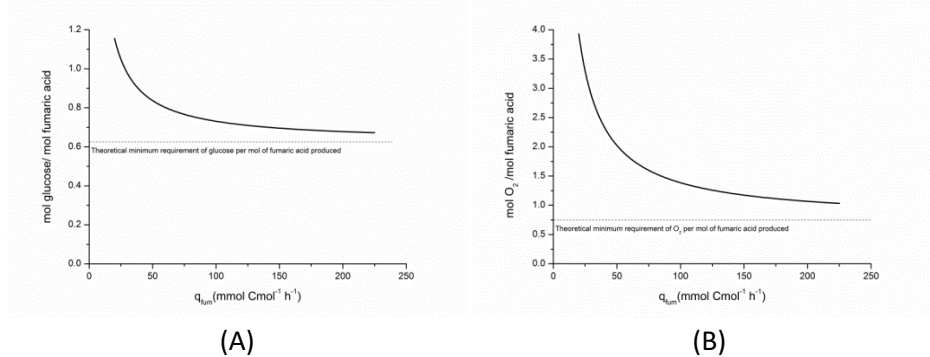 1.2
1.0
0.8
0.6
0.4
0.2
0.0
mol glucose/ mol fumaric acid
Theoretical minimum requirement of glucose per mol of fumaric acid produced
0 50 100 150 200 250
q_fum(mmol Cmol⁻¹ h⁻¹)
(A)
4.0
3.5
3.0
2.5
2.0
1.5
1.0
0.5
0.0
mol O₂ /mol fumaric acid
Theoretical minimum requirement of O₂ per mol of fumaric acid produced
0 50 100 150 200 250
q_fum(mmol Cmol⁻¹ h⁻¹)
(B)